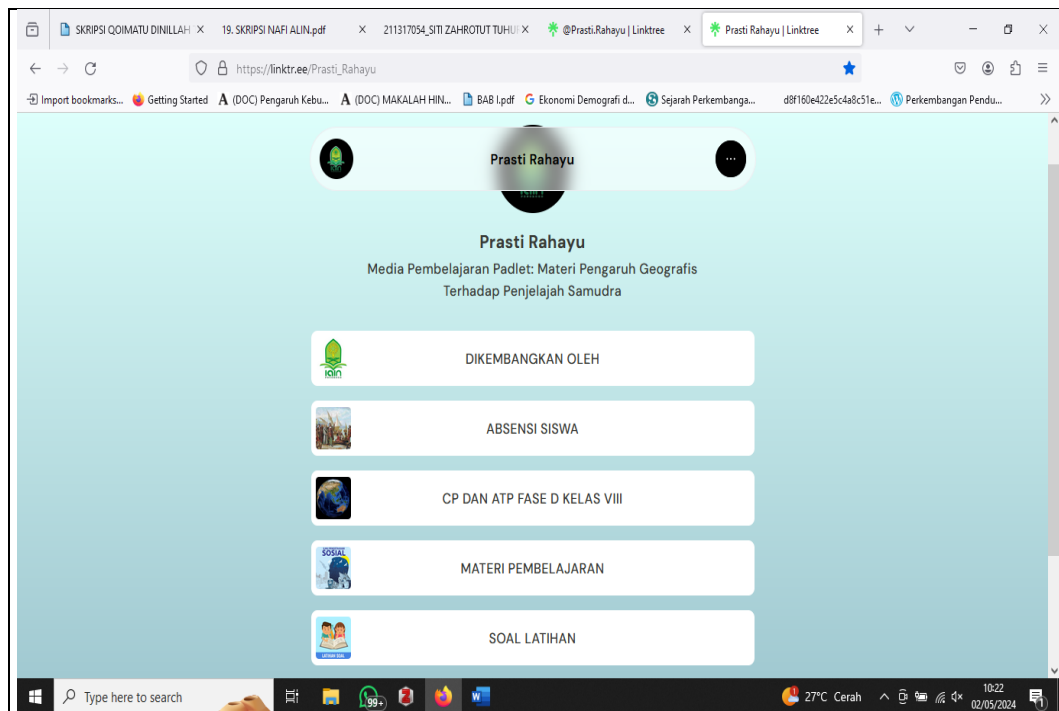 SKRIPSI QOIMATU DINILLAH
19. SKRIPSI NAFI ALIN.pdf
211317054_SITI ZAHROTUT TUHU
@Prasti.Rahayu | Linktree
Prasti Rahayu | Linktree
https://linktr.ee/Prasti_Rahayu
Import bookmarks...
Getting Started
(DOC) Pengaruh Kebu...
(DOC) MAKALAH HIN...
BAB I.pdf
Ekonomi Demografi d...
Sejarah Perkembanga...
d8f160e422e5c4a8c51e...
Perkembangan Pendu...
Prasti Rahayu
Prasti Rahayu
Media Pembelajaran Padlet: Materi Pengaruh Geografis
Terhadap Penjelajah Samudra
iain
DIKEMBANGKAN OLEH
ABSENSI SISWA
CP DAN ATP FASE D KELAS VIII
SOSIAL
MATERI PEMBELAJARAN
LATIHAN SOAL
SOAL LATIHAN
Type here to search
99+
27°C Cerah
10:22
02/05/2024